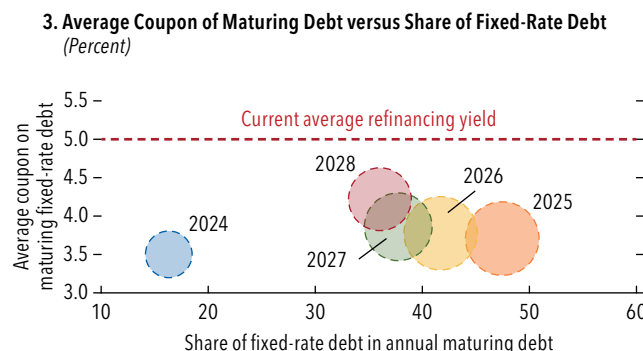 3. Average Coupon of Maturing Debt versus Share of Fixed-Rate Debt
(Percent)
Average coupon on
maturing fixed-rate debt
5.5
5.0
4.5
4.0
3.5
3.0
Current average refinancing yield
2028
2026
2024
2025
2027
10
20
30
40
50
60
Share of fixed-rate debt in annual maturing debt